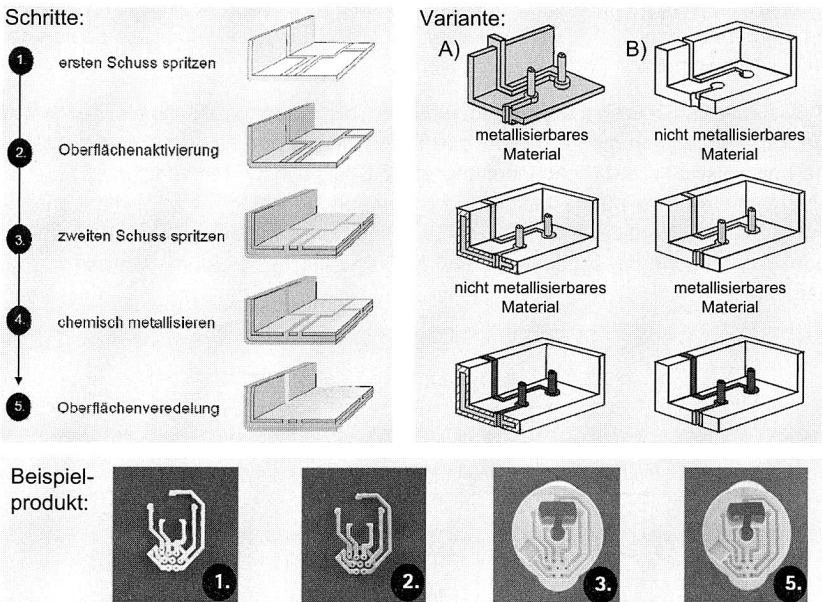 Schritte:
1. ersten Schuss spritzen
2. Oberflächenaktivierung
3. zweiten Schuss spritzen
4. chemisch metallisieren
5. Oberflächenveredelung
Variante:
A)
B)
metallisierbares
Material
nicht metallisierbares
Material
nicht metallisierbares
Material
metallisierbares
Material
Beispiel-
produkt:
1.
2.
3.
5.